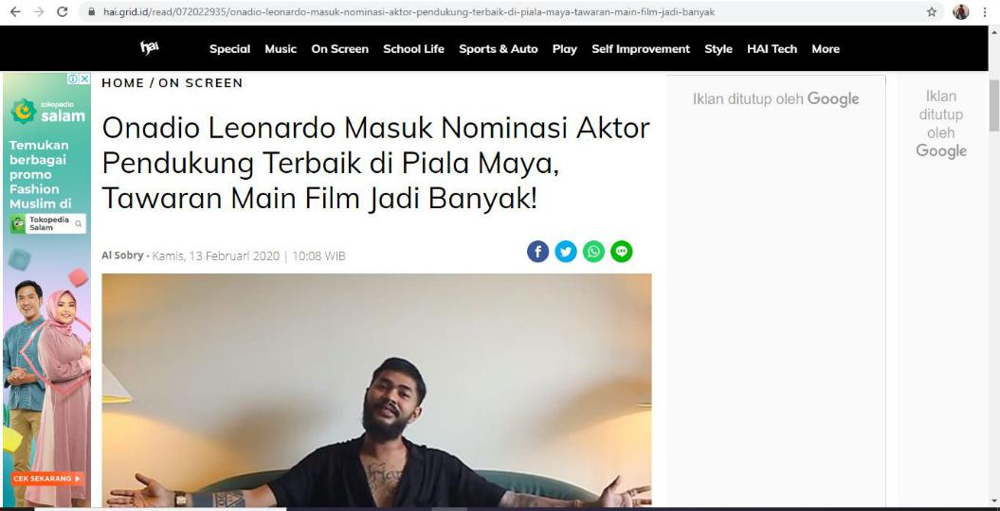 hai.grid.id/read/072022935/onadio-leonardo-masuk-nominasi-aktor-pendukung-terbaik-di-piala-maya-tawaran-main-film-jadi-banyak
hai
Special Music On Screen School Life Sports & Auto Play Self Improvement Style HAI Tech More
HOME / ON SCREEN
Onadio Leonardo Masuk Nominasi Aktor
Pendukung Terbaik di Piala Maya,
Tawaran Main Film Jadi Banyak!
Al Sobry - Kamis, 13 Februari 2020 | 10:08 WIB
tokopedia
salam
Temukan
berbagai
promo
Fashion
Muslim di
Tokopedia
Salam
CEK SEKARANG
Iklan ditutup oleh Google
Iklan
ditutup
oleh
Google